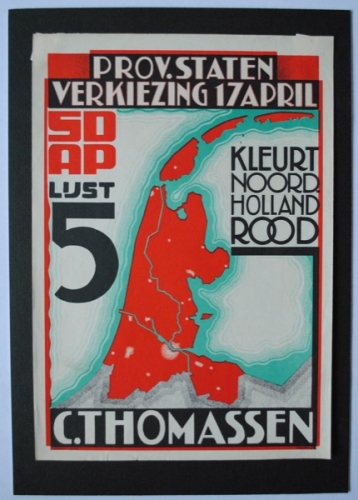 PROV. STATEN
VERKIEZING 17 APRIL
SD
AP
LIJST
5
KLEURT
NOORD
HOLLAND
ROOD
C. THOMASSEN